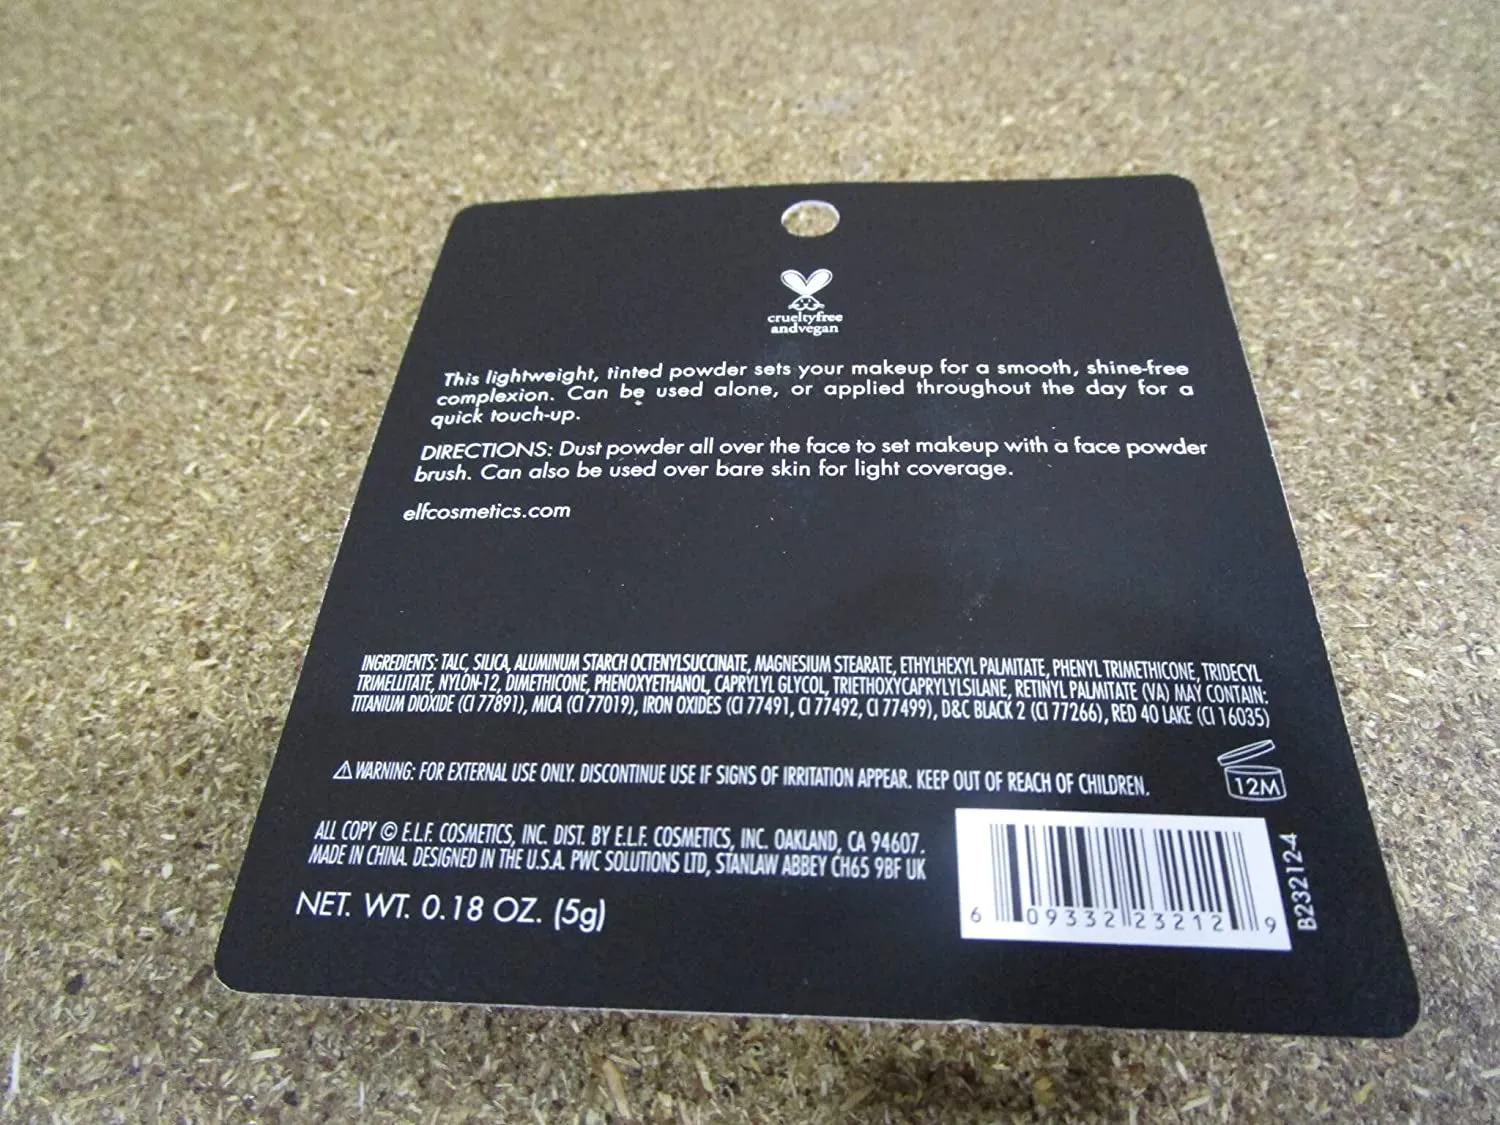 crueltyfree
andvegan
This lightweight, tinted powder sets your makeup for a smooth, shine-free
complexion. Can be used alone, or applied throughout the day for a
quick touch-up.
DIRECTIONS: Dust powder all over the face to set makeup with a face powder
brush. Can also be used over bare skin for light coverage.
elfcosmetics.com
INGREDIENTS: TALC, SILICA, ALUMINUM STARCH OCTENYLSUCCINATE, MAGNESIUM STEARATE, ETHYLHEXYL PALMITATE, PHENYL TRIMETHICONE, TRIDECYL
TRIMELLITATE, NYLON-12, DIMETHICONE, PHENOXYETHANOL, CAPRYLYL GLYCOL, TRIETHOXYCAPRYLYLSILANE, RETINYL PALMITATE (VA) MAY CONTAIN:
TITANIUM DIOXIDE (CI 77891), MICA (CI 77019), IRON OXIDES (CI 77491, CI 77492, CI 77499), D&C BLACK 2 (CI 77266), RED 40 LAKE (CI 16035)
WARNING: FOR EXTERNAL USE ONLY. DISCONTINUE USE IF SIGNS OF IRRITATION APPEAR. KEEP OUT OF REACH OF CHILDREN.
12M
ALL COPY © E.L.F. COSMETICS, INC. DIST. BY E.L.F. COSMETICS, INC. OAKLAND, CA 94607.
MADE IN CHINA. DESIGNED IN THE U.S.A. PWC SOLUTIONS LTD, STANLAW ABBEY CH65 9BF UK
NET. WT. 0.18 OZ. (5g)
6 09332 23212 9
B23212-4